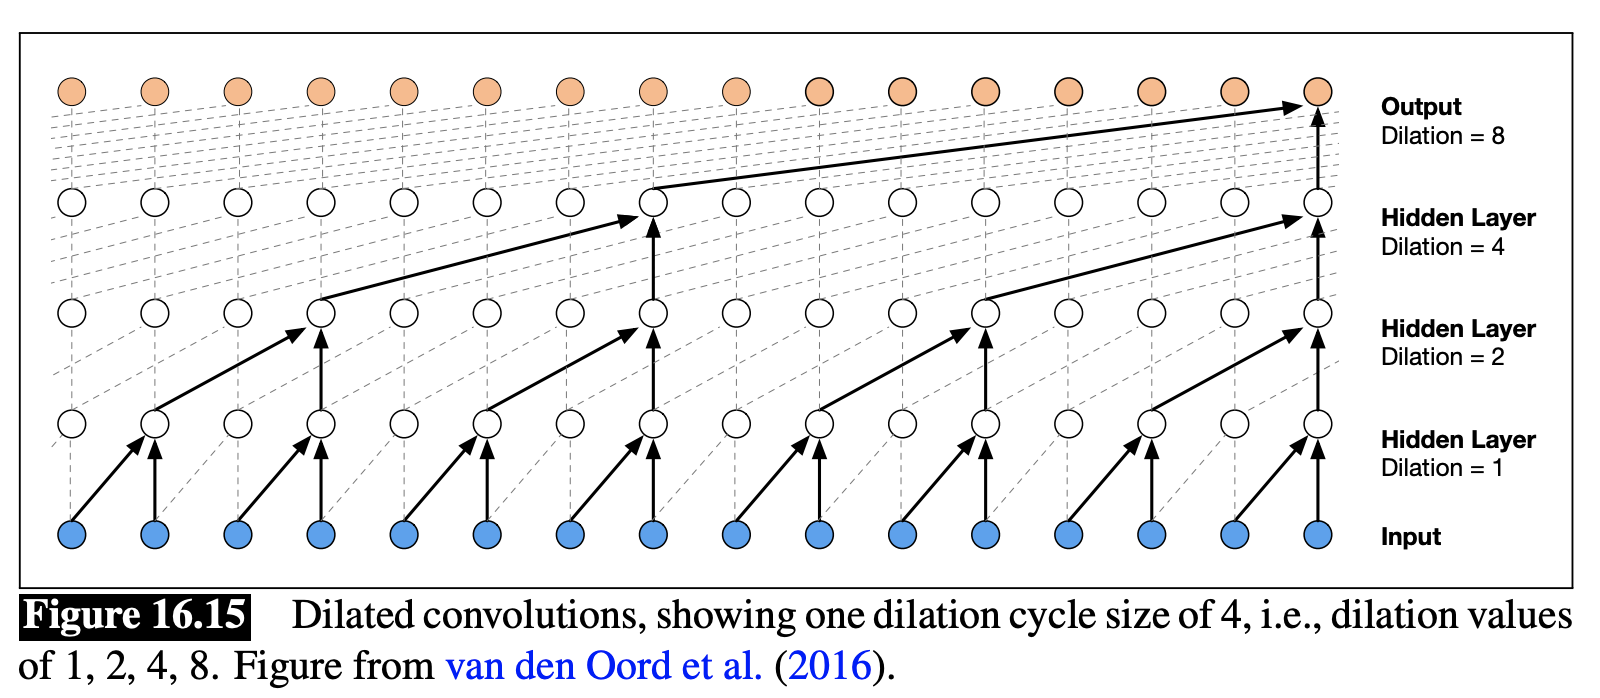 Output
Dilation = 8
Hidden Layer
Dilation = 4
Hidden Layer
Dilation = 2
Hidden Layer
Dilation = 1
Input
Figure 16.15 Dilated convolutions, showing one dilation cycle size of 4, i.e., dilation values
of 1, 2, 4, 8. Figure from van den Oord et al. (2016).